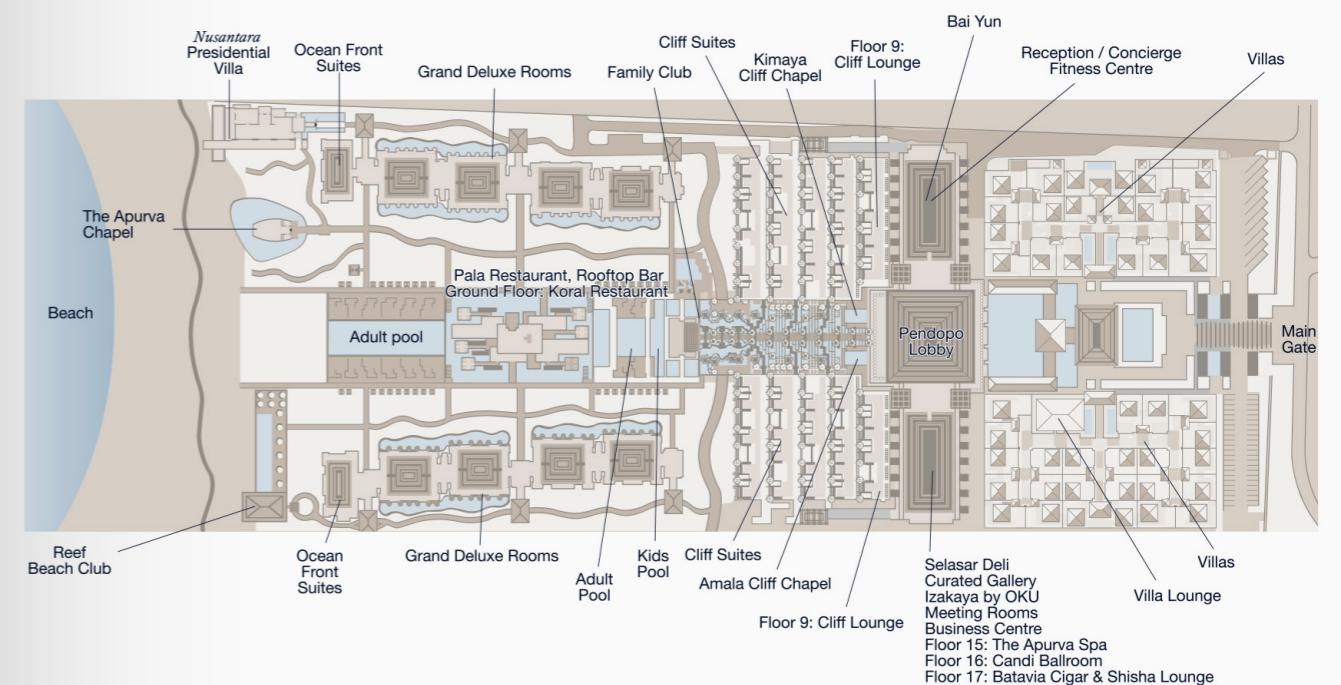 Nusantara
Presidential
Villa
Ocean Front
Suites
Grand Deluxe Rooms
Cliff Suites
Family Club
Kimaya
Cliff Chapel
Floor 9:
Cliff Lounge
Bai Yun
Reception / Concierge
Fitness Centre
Villas
The Apurva
Chapel
Beach
Adult pool
Pala Restaurant, Rooftop Bar
Ground Floor: Koral Restaurant
Pendopo
Lobby
Main
Gate
Reef
Beach Club
Ocean
Front
Suites
Grand Deluxe Rooms
Adult
Pool
Kids
Pool
Cliff Suites
Amala Cliff Chapel
Floor 9: Cliff Lounge
Selasar Deli
Curated Gallery
Izakaya by OKU
Meeting Rooms
Business Centre
Floor 15: The Apurva Spa
Floor 16: Candi Ballroom
Floor 17: Batavia Cigar & Shisha Lounge
Villa Lounge
Villas